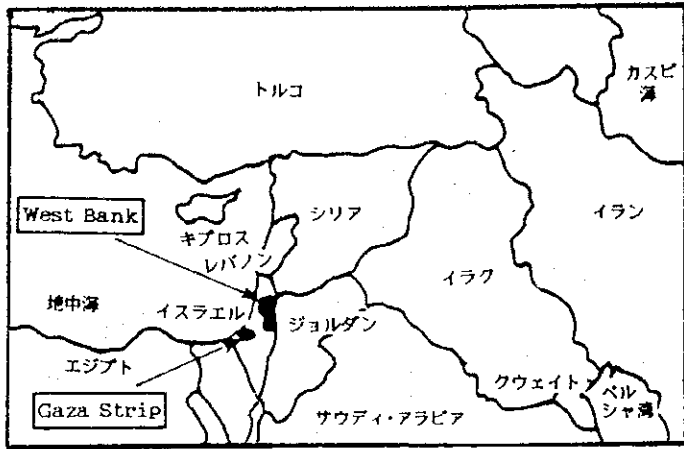 カスピ
海
トルコ
West Bank
シリア
イラン
キプロス
レバノン
イラク
地中海
イスラエル
ジョルダン
エジプト
クウェイト
ペル
シャ湾
Gaza Strip
サウディ・アラビア